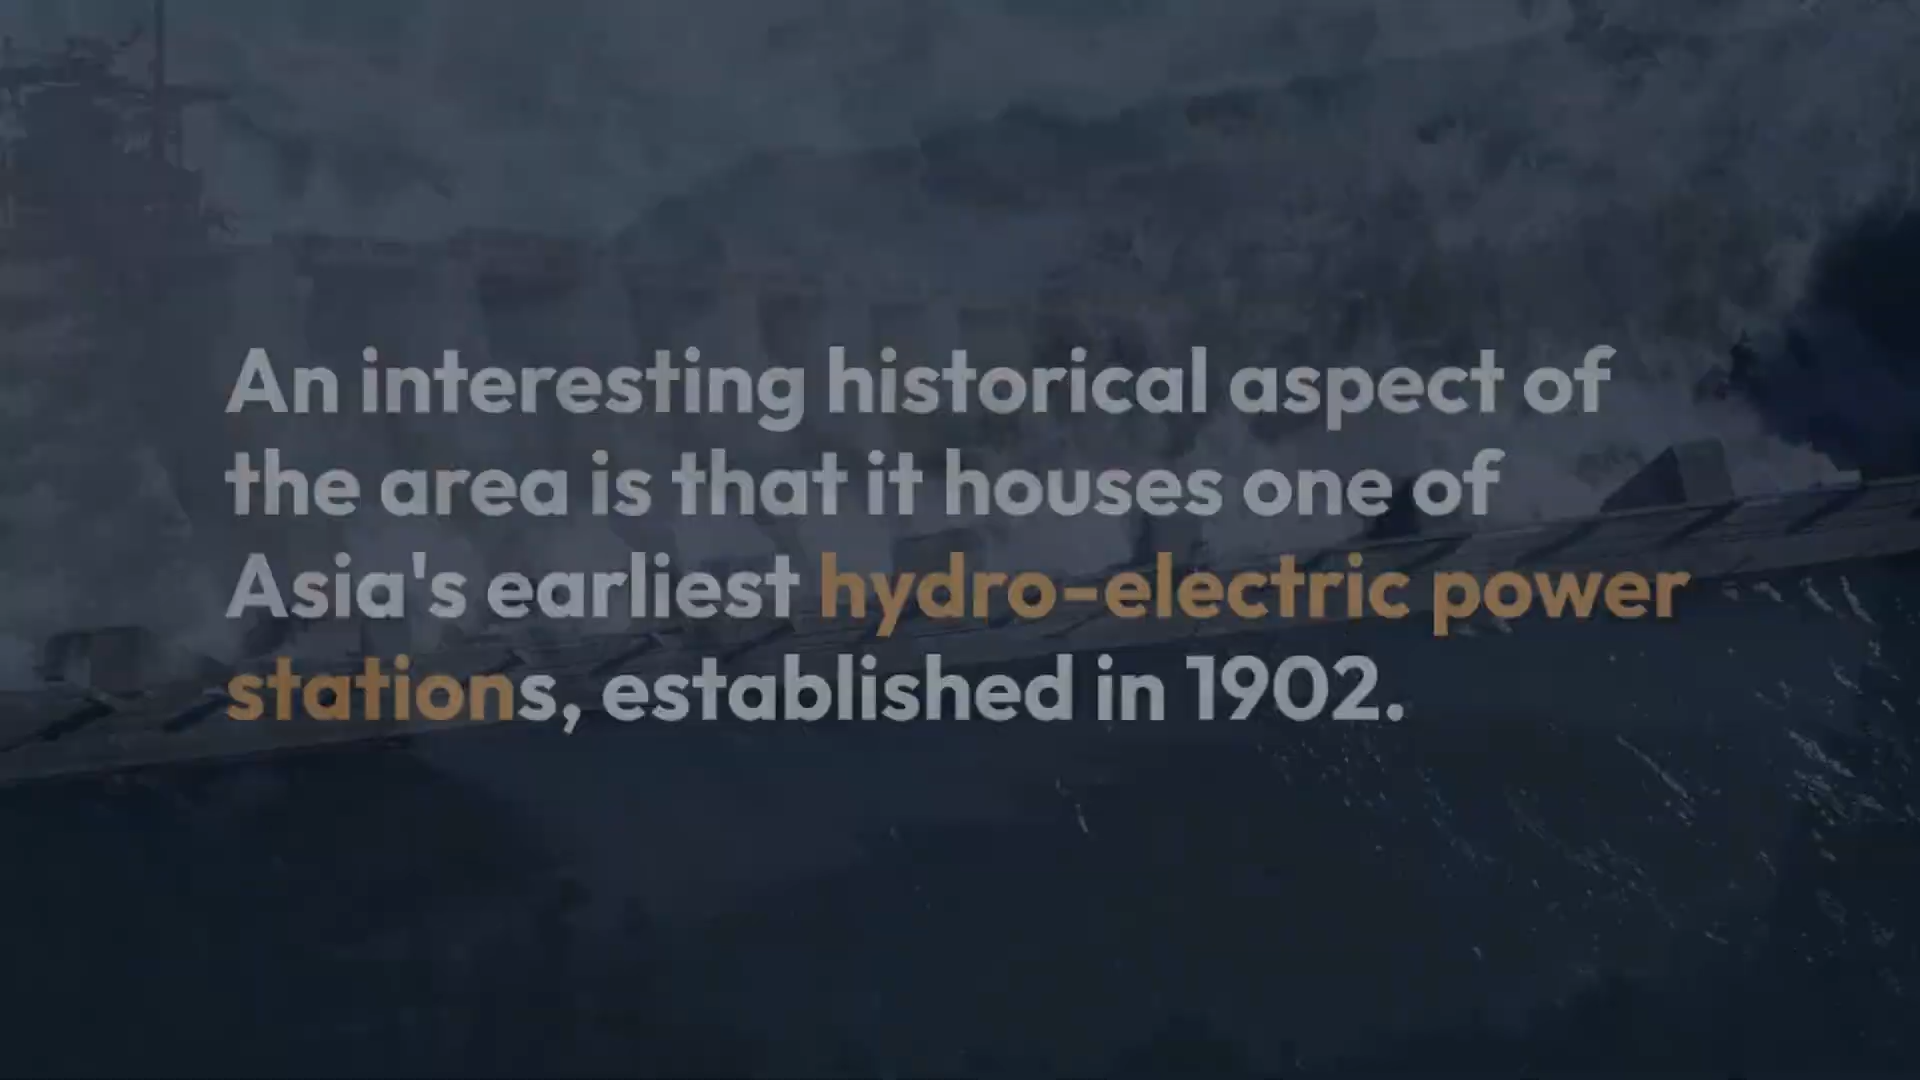 An interesting historical aspect of
the area is that it houses one of
Asia's earliest hydro-electric power
stations, established in 1902.